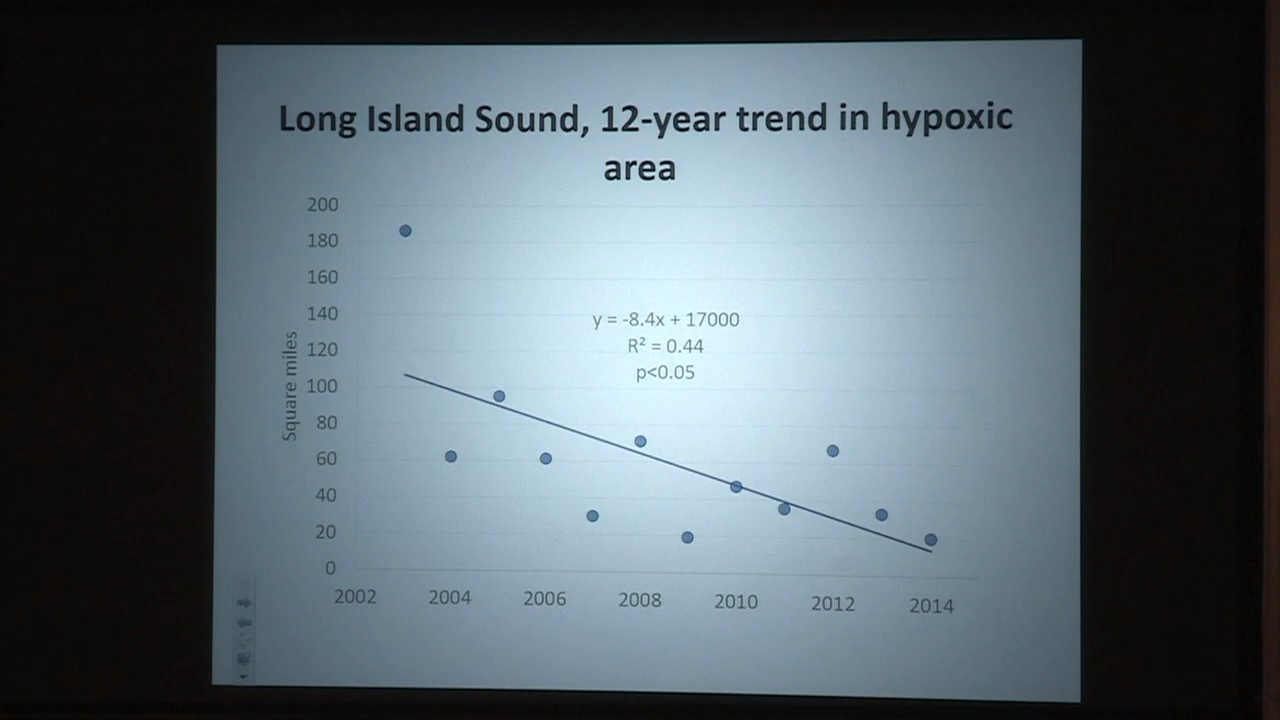 Long Island Sound, 12-year trend in hypoxic
area
200
180
160
140
120
100
80
60
40
20
0
Square miles
y = -8.4x + 17000
R² = 0.44
p<0.05
2002 2004 2006 2008 2010 2012 2014